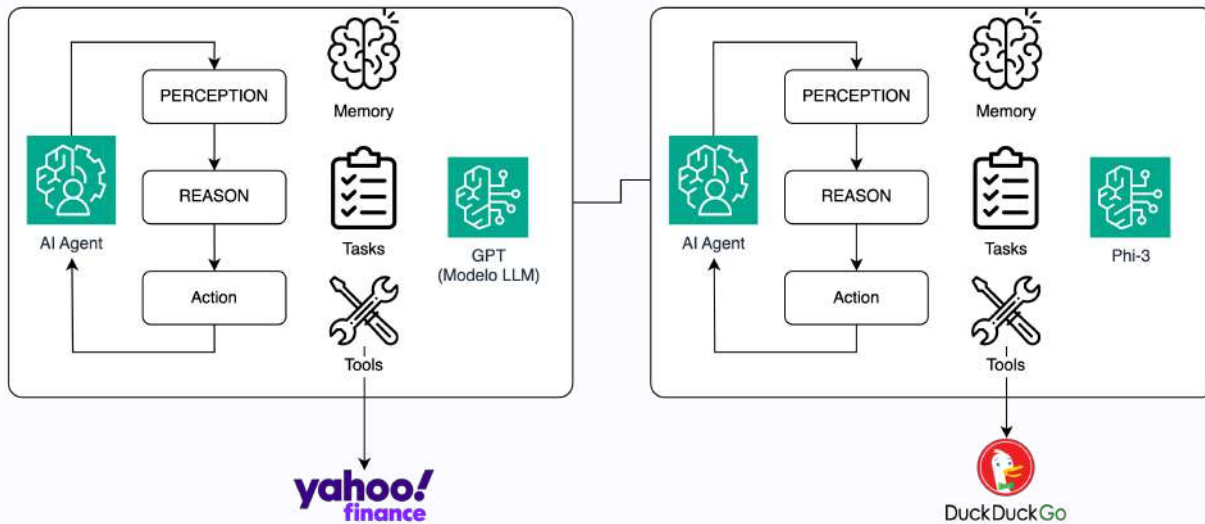 PERCEPTION
Memory
REASON
AI Agent
Tasks
GPT
(Modelo LLM)
Action
Tools
yahoo!
finance
PERCEPTION
Memory
REASON
AI Agent
Tasks
Phi-3
Action
Tools
DuckDuckGo